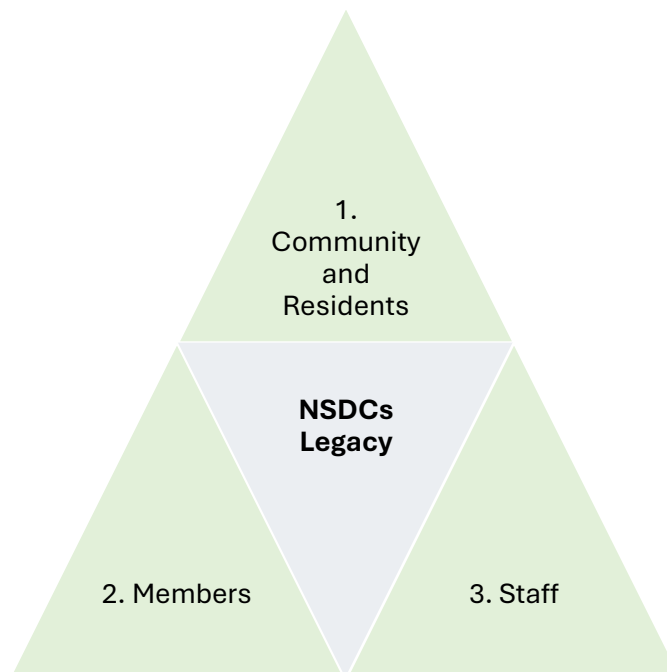 1.
Community
and
Residents
NSDCs
Legacy
2. Members
3. Staff